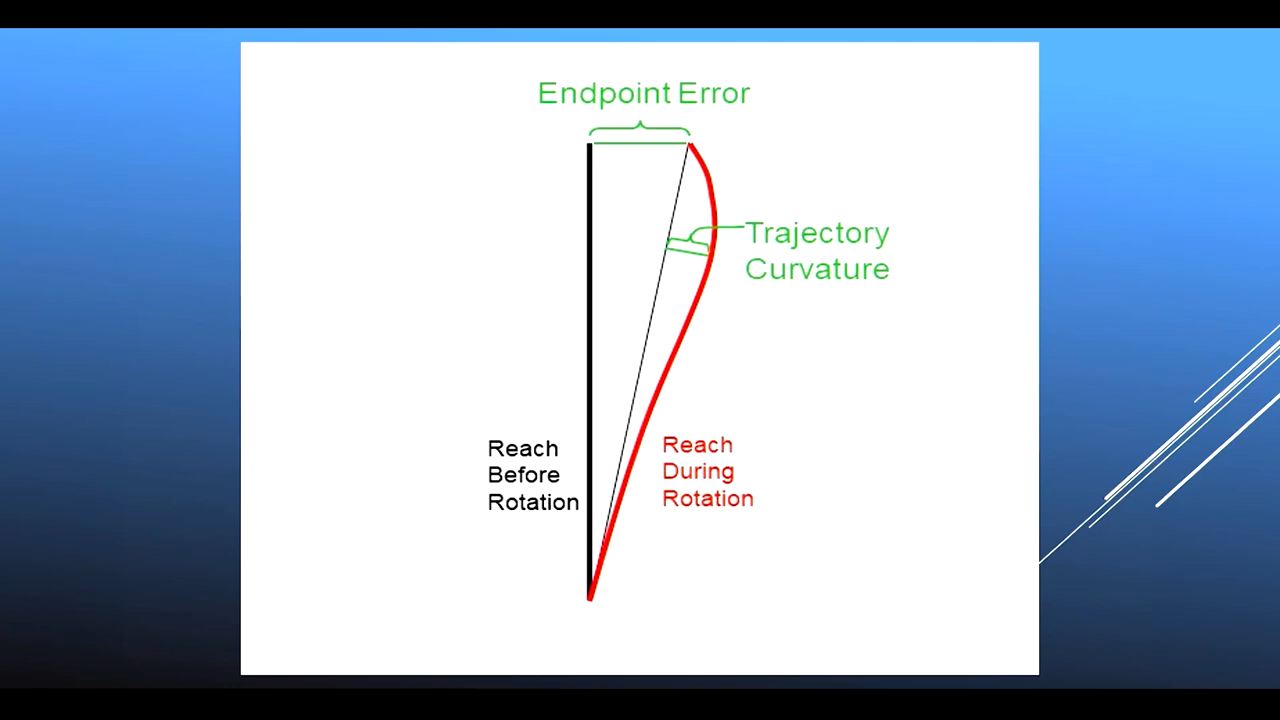 Endpoint Error
Trajectory
Curvature
Reach
Before
Rotation
Reach
During
Rotation